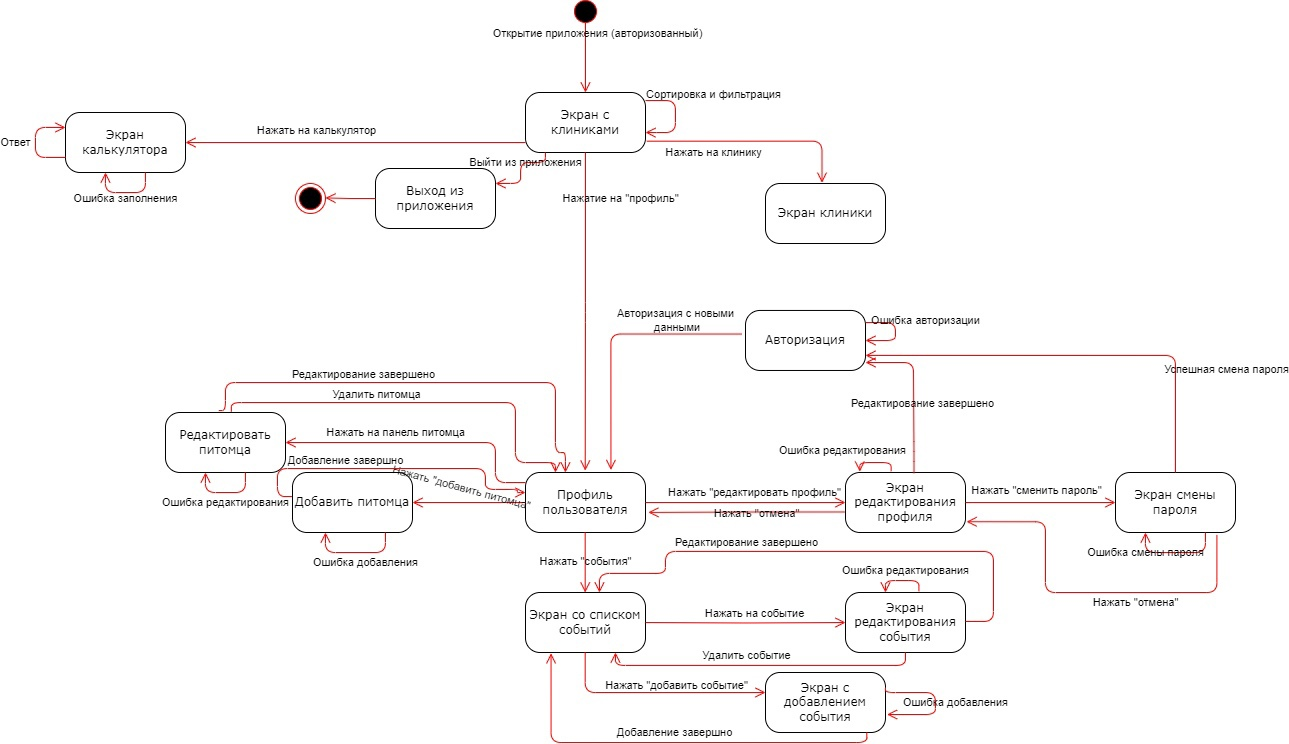 Открытие приложения (авторизованный)
Сортировка и фильтрация
Экран с
клиниками
Экран
калькулятора
Нажать на калькулятор
Ответ
Нажать на клинику
Выйти из приложения
Ошибка заполнения
Выход из
приложения
Нажатие на "профиль"
Экран клиники
Авторизация с новыми
данными
Ошибка авторизации
Авторизация
Успешная смена пароля
Редактирование завершено
Удалить питомца
Редактирование завершено
Редактировать
питомца
Нажать на панель питомца
Ошибка редактирования
Добавление завершно
Нажать "добавить питомца"
Ошибка редактирования
Добавить питомца
Профиль
пользователя
Нажать "редактировать профиль"
Нажать "отмена"
Экран
редактирования
профиля
Нажать "сменить пароль"
Экран смены
пароля
Ошибка добавления
Нажать "события"
Редактирование завершено
Ошибка смены пароля
Ошибка редактирования
Нажать "отмена"
Экран со списком
событий
Нажать на событие
Экран
редактирования
события
Удалить событие
Нажать "добавить событие"
Экран с
добавлением
события
Ошибка добавления
Добавление завершно